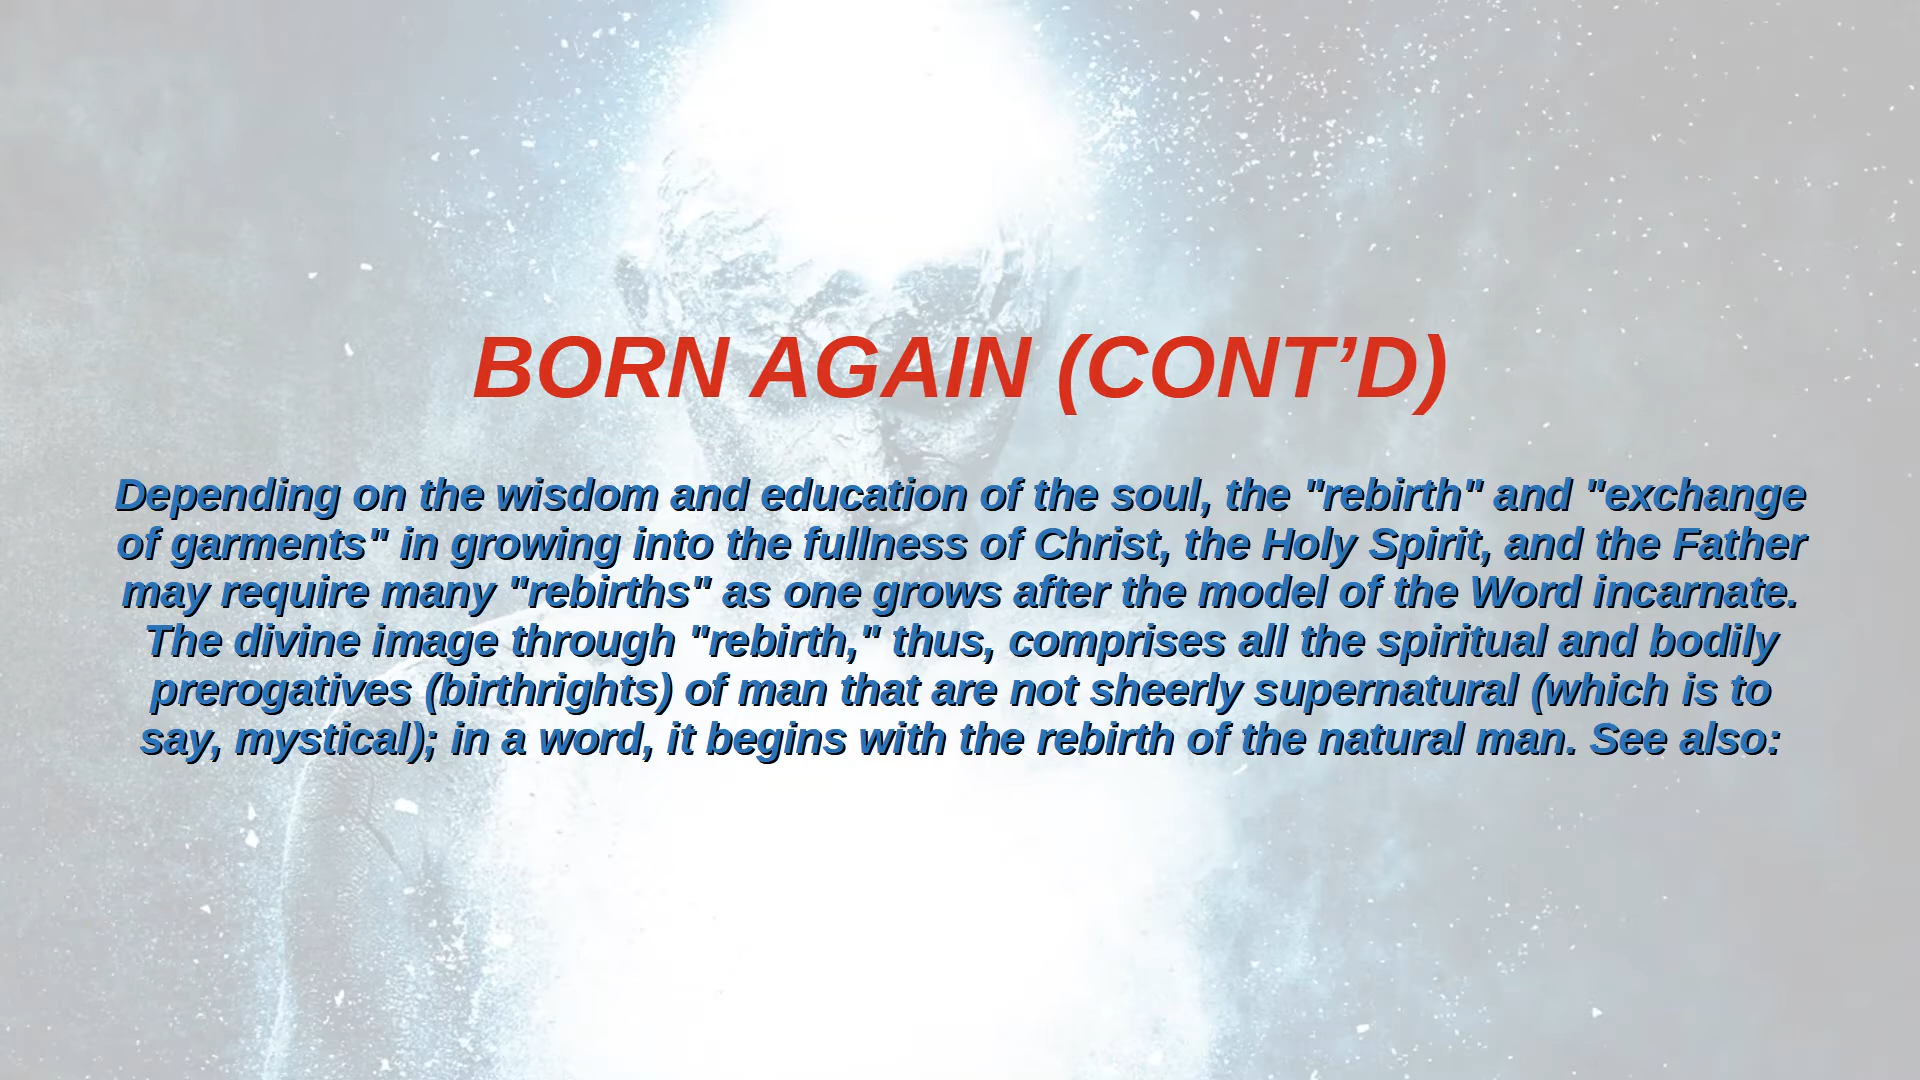 BORN AGAIN (CONT’D)
Depending on the wisdom and education of the soul, the "rebirth" and "exchange
of garments" in growing into the fullness of Christ, the Holy Spirit, and the Father
may require many "rebirths" as one grows after the model of the Word incarnate.
The divine image through "rebirth," thus, comprises all the spiritual and bodily
prerogatives (birthrights) of man that are not sheerly supernatural (which is to
say, mystical); in a word, it begins with the rebirth of the natural man. See also: